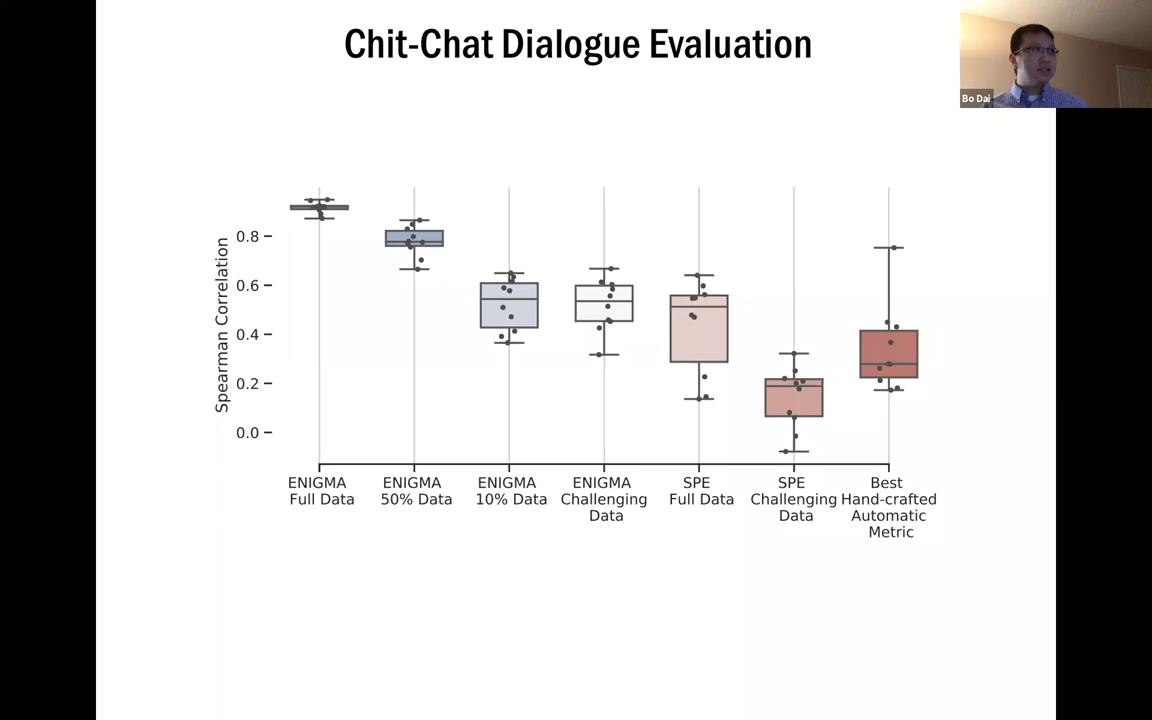 Chit-Chat Dialogue Evaluation
Bo Dai
Spearman Correlation
0.8
0.6
0.4
0.2
0.0
ENIGMA
Full Data
ENIGMA
50% Data
ENIGMA
10% Data
ENIGMA
Challenging
Data
SPE
Full Data
SPE
Challenging
Data
Best
Hand-crafted
Automatic
Metric